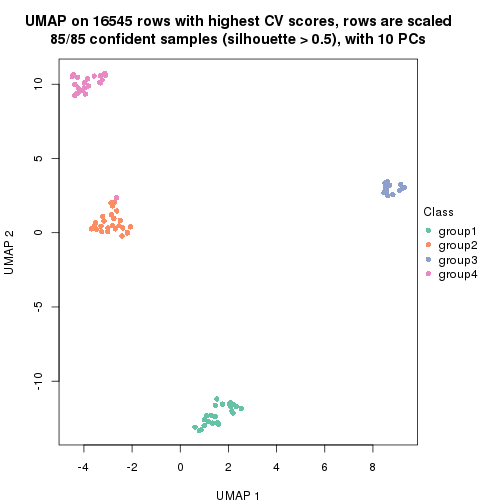 UMAP on 16545 rows with highest CV scores, rows are scaled
85/85 confident samples (silhouette > 0.5), with 10 PCs
10
5
0
-5
-10
UMAP 2
-4
-2
0
2
4
6
8
UMAP 1
Class
group1
group2
group3
group4